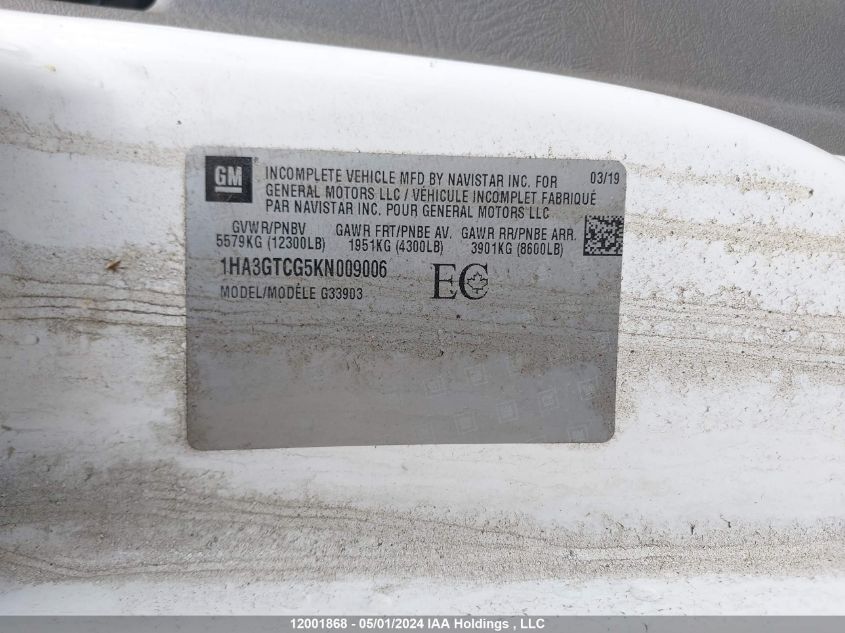 GM
INCOMPLETE VEHICLE MFD BY NAVISTAR INC. FOR 03/19
GENERAL MOTORS LLC / VÉHICULE INCOMPLET FABRIQUÉ
PAR NAVISTAR INC. POUR GENERAL MOTORS LLC
GVWR/PNBV GAWR FRT/PNBE AV. GAWR RR/PNBE ARR.
5579KG (12300LB) 1951KG (4300LB) 3901KG (8600LB)
1HA3GTCG5KN009006 EC
MODEL/MODÈLE G33903
12001868 - 05/01/2024 IAA Holdings , LLC